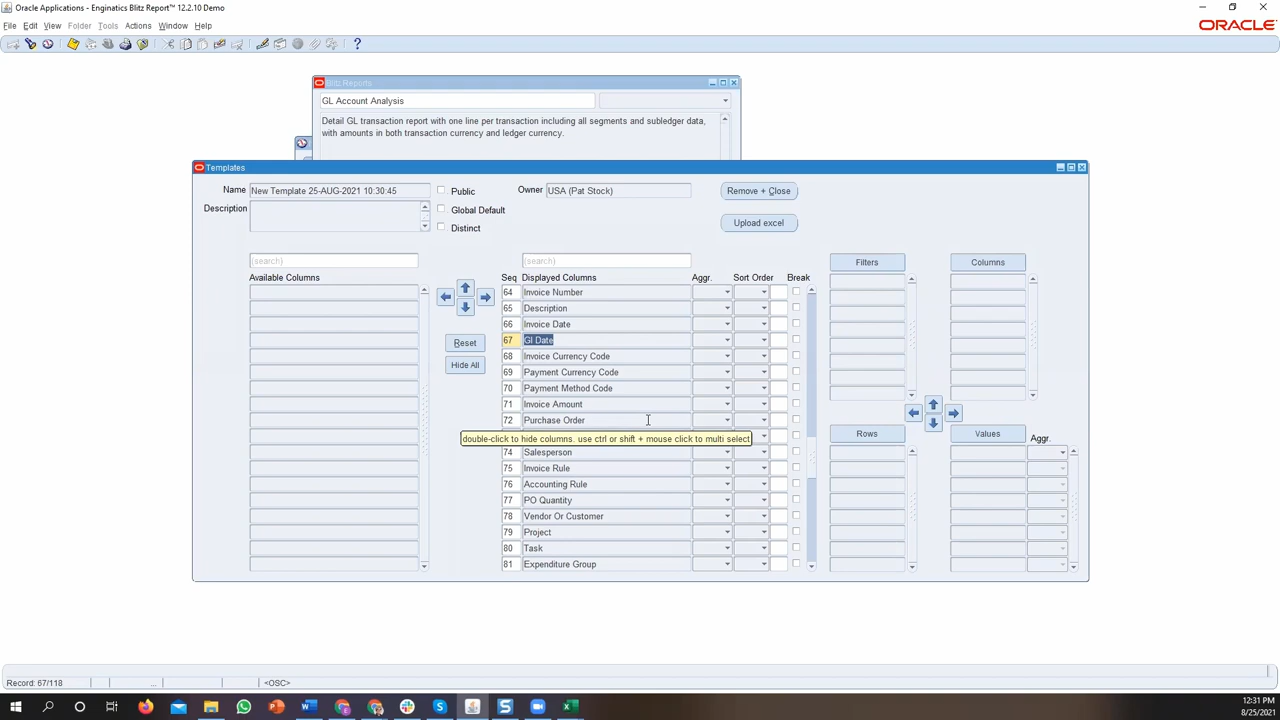 Oracle Applications - Enginatics Blitz Report™ 12.2.10 Demo
File Edit View Folder Tools Actions Window Help
ORACLE
Blitz Reports
GL Account Analysis
Detail GL transaction report with one line per transaction including all segments and subledger data,
with amounts in both transaction currency and ledger currency.
Templates
Name New Template 25-AUG-2021 10:30:45 Public Owner USA (Pat Stock) Remove + Close
Description Global Default
Distinct Upload excel
(search) (search) Filters Columns
Available Columns Seq Displayed Columns Aggr. Sort Order Break
64 Invoice Number
65 Description
66 Invoice Date
67 Gl Date
Reset
68 Invoice Currency Code
Hide All
69 Payment Currency Code
70 Payment Method Code
71 Invoice Amount
72 Purchase Order
Rows Values Aggr.
double-click to hide columns. use ctrl or shift + mouse click to multi select
74 Salesperson
75 Invoice Rule
76 Accounting Rule
77 PO Quantity
78 Vendor Or Customer
79 Project
80 Task
81 Expenditure Group
Record: 67/118 ... <OSC>
12:31 PM
8/25/2021